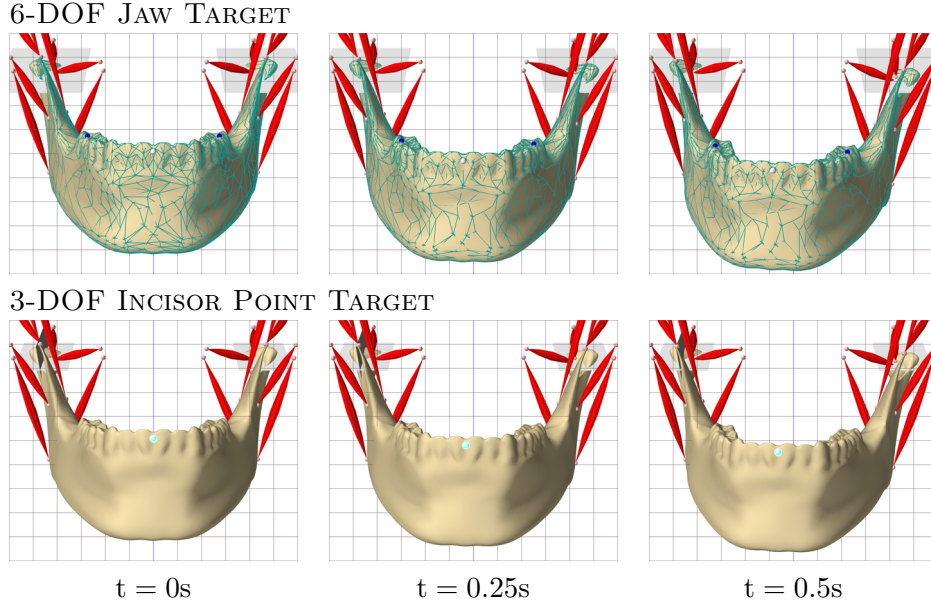 6-DOF JAW TARGET
3-DOF INCISOR POINT TARGET
t = 0s
t = 0.25s
t = 0.5s